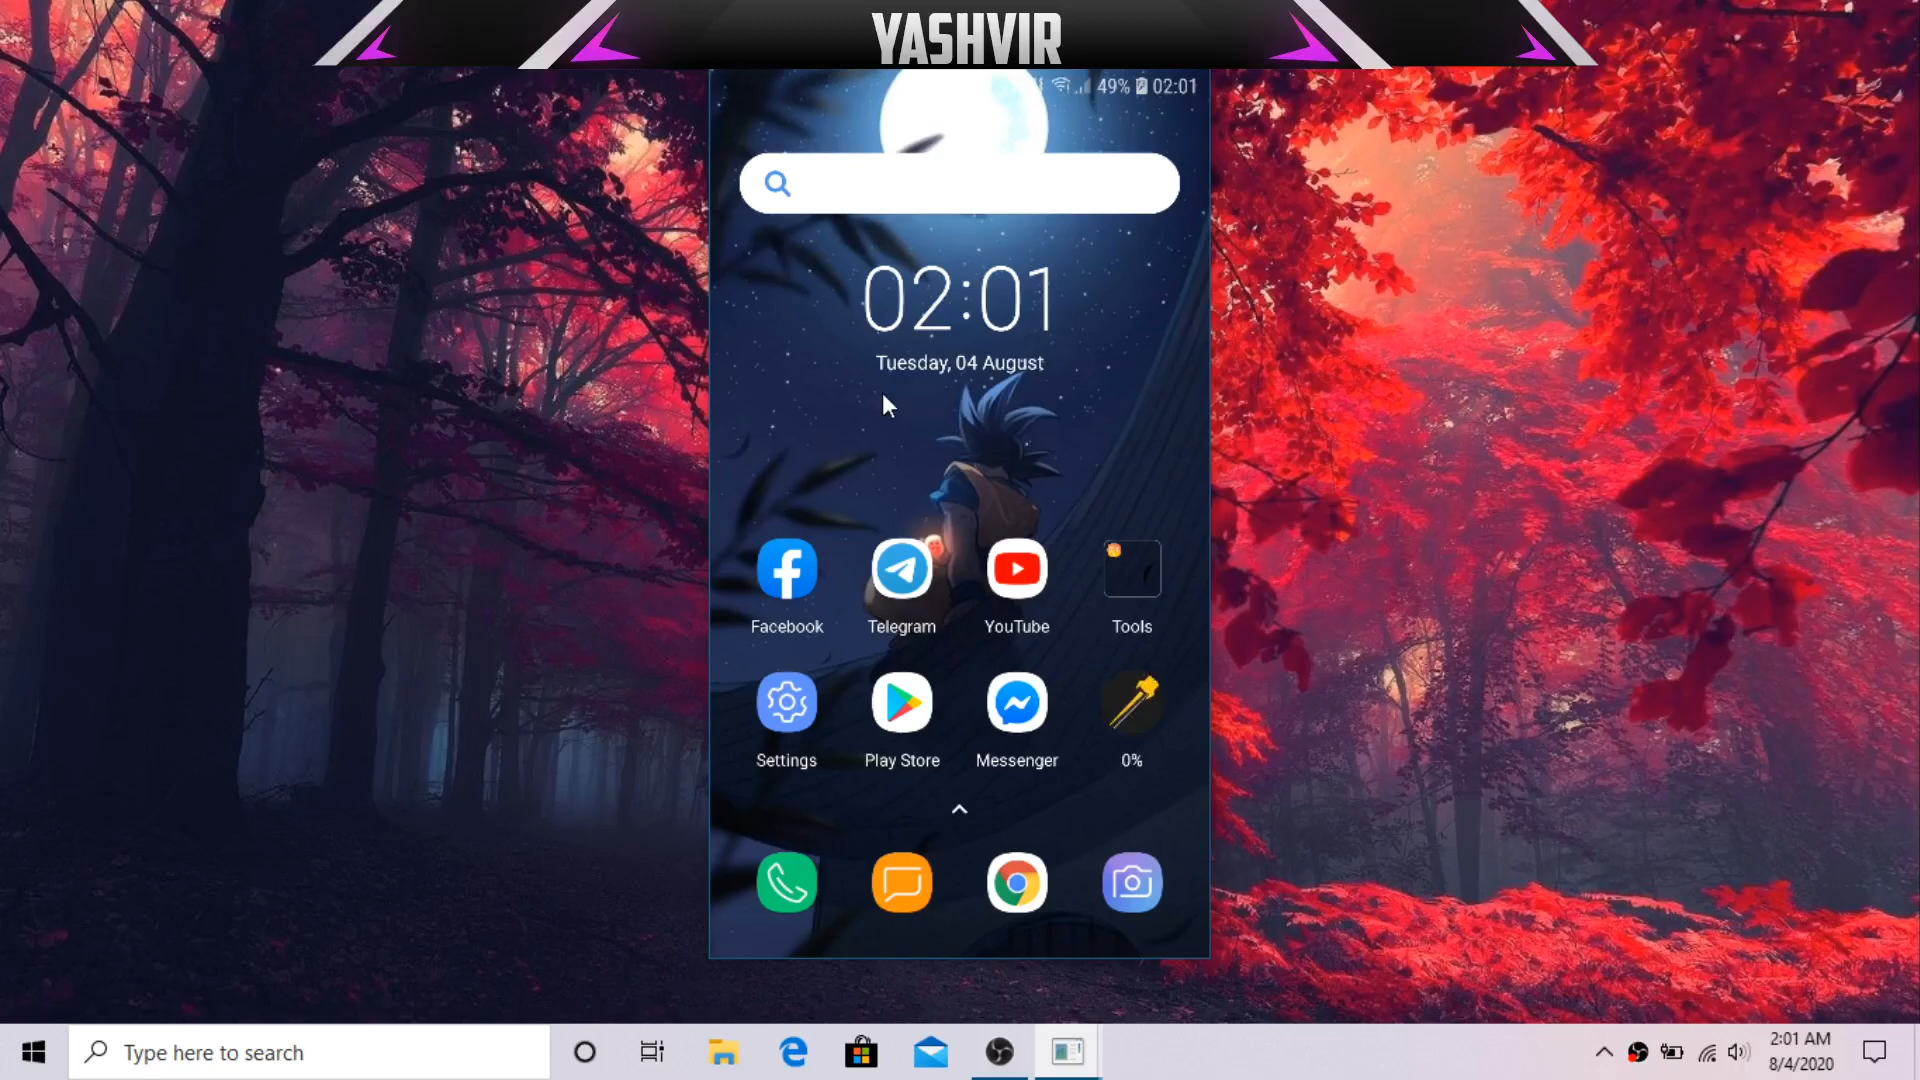 YASHVIR
49% 02:01
02:01
Tuesday, 04 August
Facebook Telegram YouTube Tools
Settings Play Store Messenger 0%
Type here to search
2:01 AM
8/4/2020